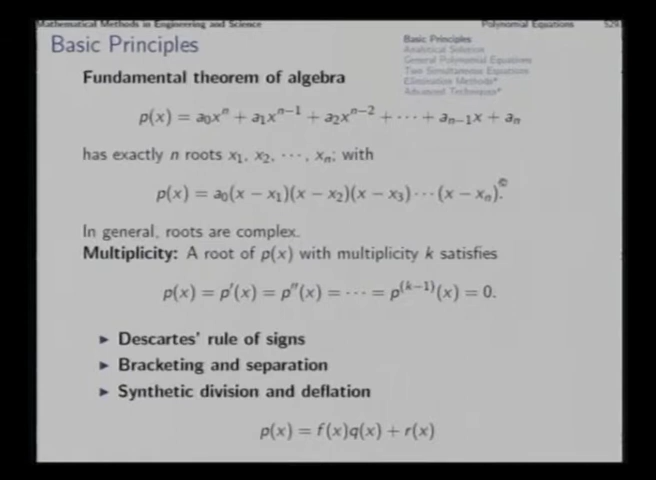 Mathematical Methods in Engineering and Science
Polynomial Equations
Basic Principles
Basic Principles
Analytical Solution
General Polynomial Equations
Two Simultaneous Equations
Elimination Methods*
Advanced Techniques*
Fundamental theorem of algebra
p(x) = a₀xⁿ + a₁xⁿ⁻¹ + a₂xⁿ⁻² + ··· + aₙ₋₁x + aₙ
has exactly n roots x₁, x₂, ···, xₙ; with
p(x) = a₀(x − x₁)(x − x₂)(x − x₃)···(x − xₙ).
In general, roots are complex.
Multiplicity: A root of p(x) with multiplicity k satisfies
p(x) = p′(x) = p″(x) = ··· = p⁽ᵏ⁻¹⁾(x) = 0.
► Descartes' rule of signs
► Bracketing and separation
► Synthetic division and deflation
p(x) = f(x)q(x) + r(x)